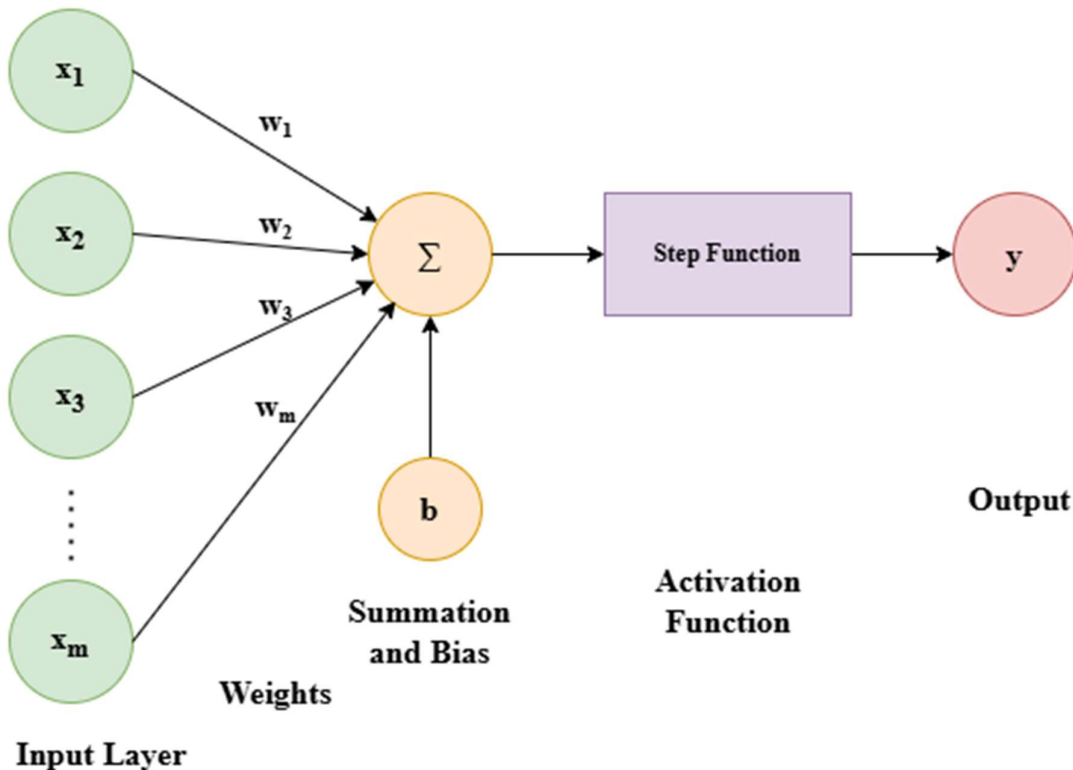 x₁
w₁
x₂
w₂
∑
Step Function
y
w₃
x₃
wₘ
b
Output
Activation
Function
Summation
and Bias
xₘ
Weights
Input Layer